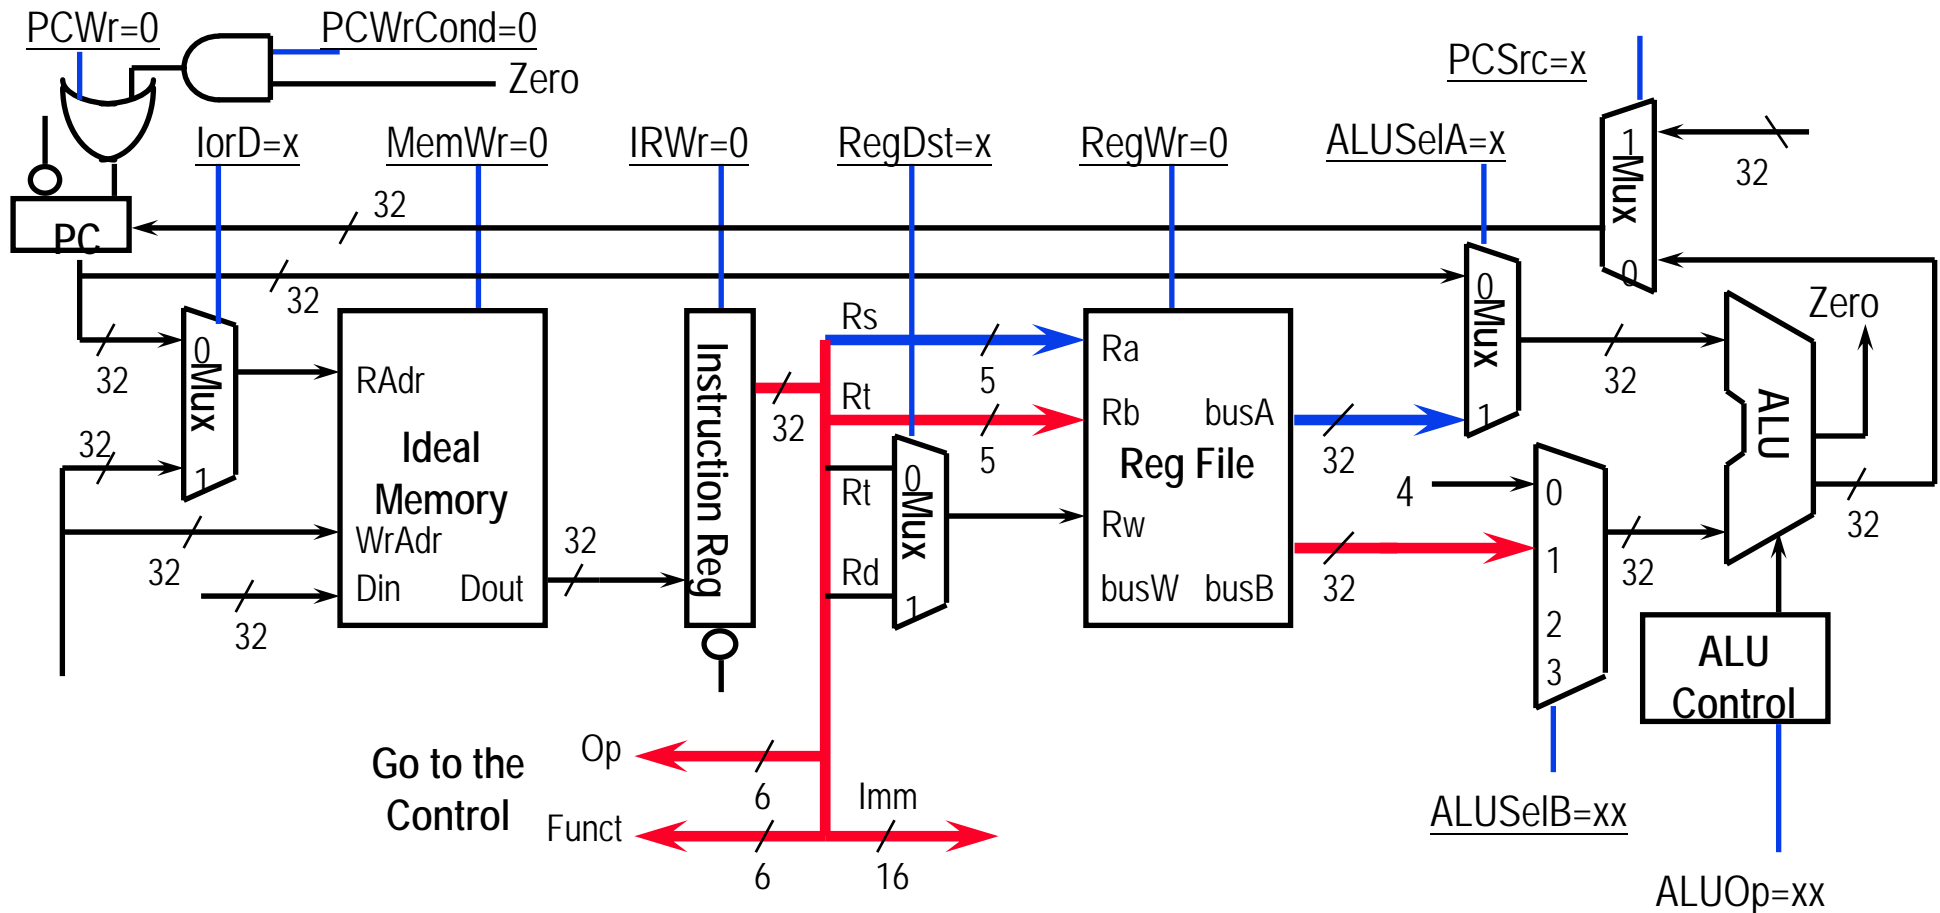 PCWr=0
PCWrCond=0
Zero
PCSrc=x
IorD=x
MemWr=0
IRWr=0
RegDst=x
RegWr=0
ALUSelA=x
1
Mux
0
32
32
PC
32
32
0
Mux
1
32
32
32
RAdr
Ideal
Memory
WrAdr
Din
Dout
32
32
Instruction Reg
32
Rs
5
Rt
5
Rt
Rd
0
Mux
1
Ra
Rb
busA
Reg File
Rw
busW
busB
32
32
0
Mux
1
32
4
0
1
2
3
32
Zero
ALU
32
ALU
Control
Go to the
Control
Op
6
Funct
6
Imm
16
ALUSelB=xx
ALUOp=xx